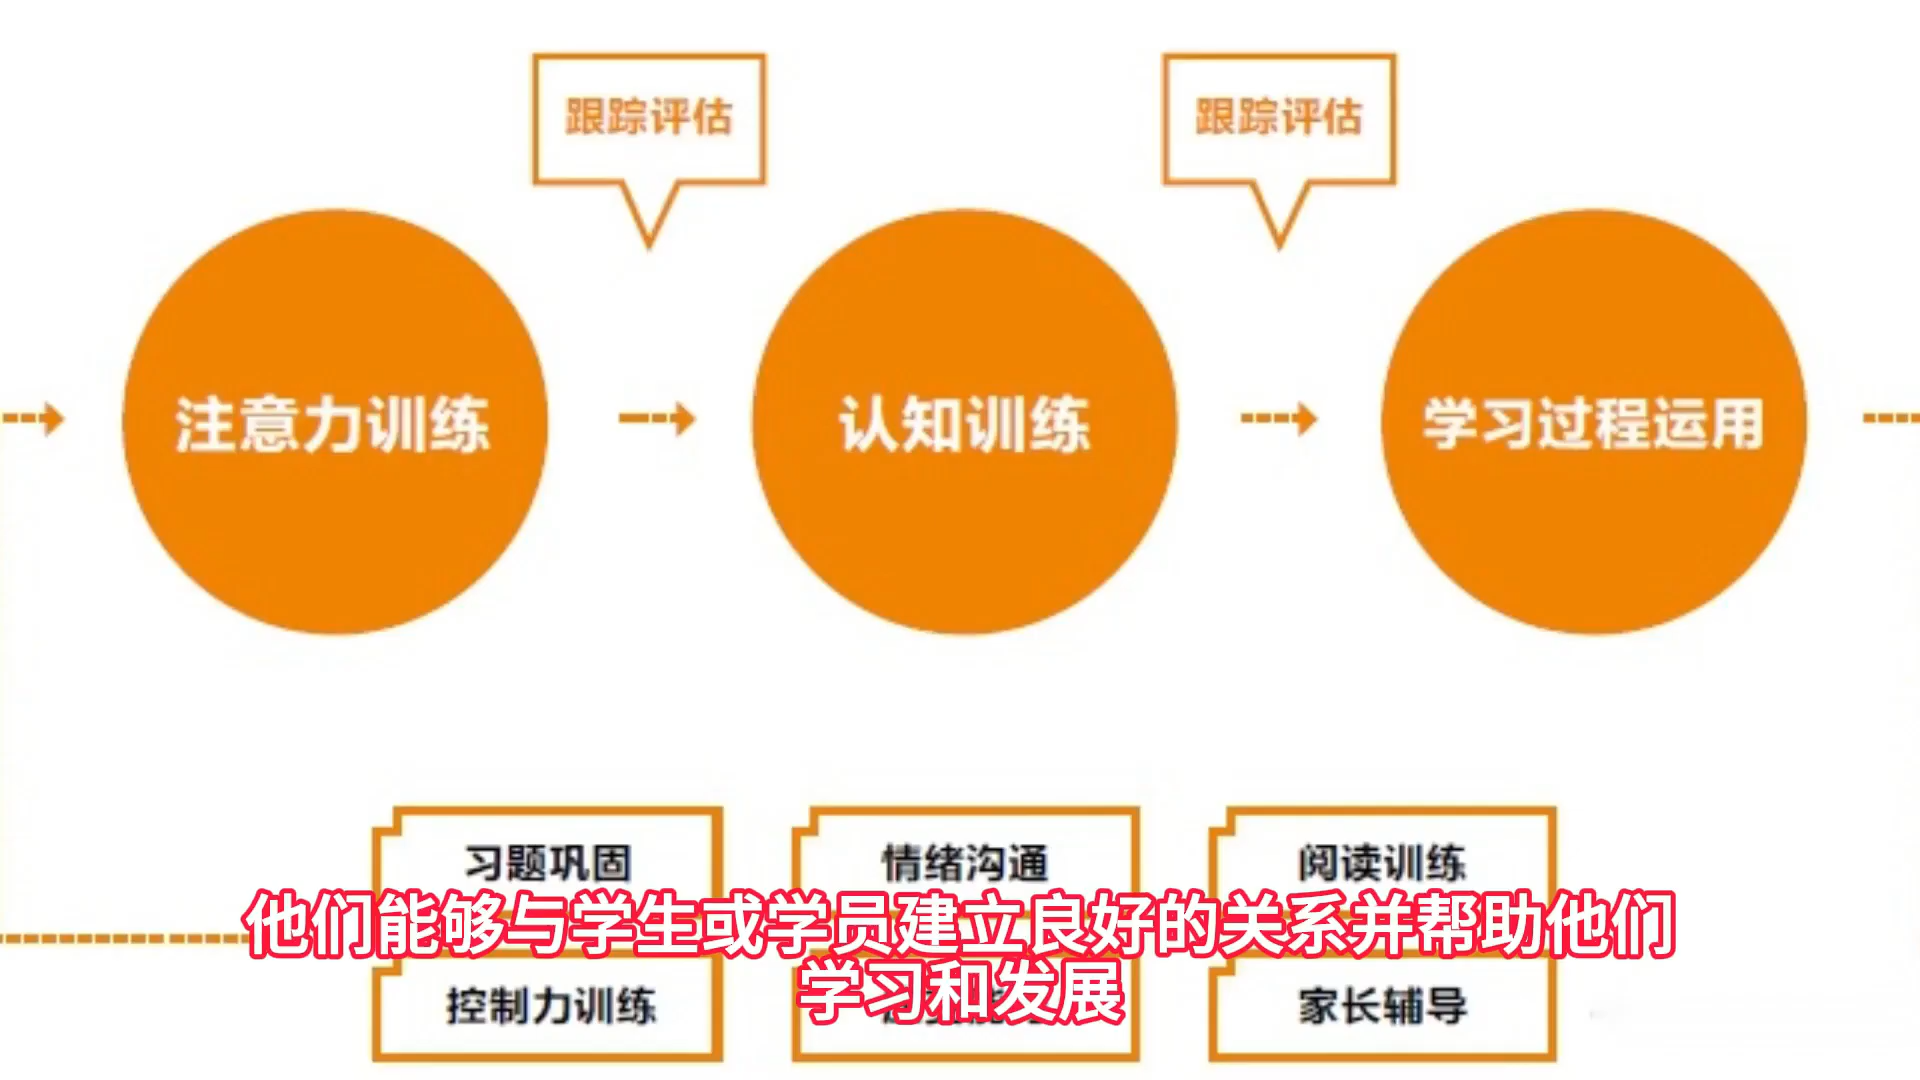 跟踪评估
跟踪评估
注意力训练
认知训练
学习过程运用
习题巩固
情绪沟通
阅读训练
他们能够与学生或学员建立良好的关系并帮助他们
学习和发展
控制力训练
家长辅导